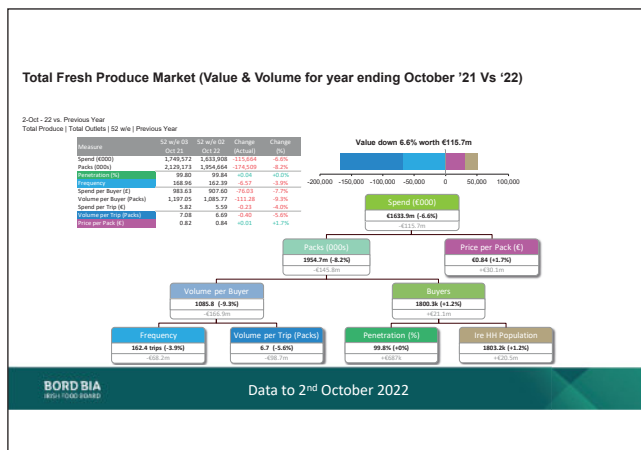 Total Fresh Produce Market (Value & Volume for year ending October ’21 Vs ‘22)
2-Oct - 22 vs. Previous Year
Total Produce | Total Outlets | 52 w/e | Previous Year
Measure 52 w/e 03 Oct 21 52 w/e 02 Oct 22 Change (Actual) Change (%)
Spend (€000) 1,749,572 1,633,908 -115,664 -6.6%
Packs (000s) 2,129,173 1,954,664 -174,509 -8.2%
Penetration (%) 99.80 99.84 +0.04 +0.0%
Frequency 168.96 162.39 -6.57 -3.9%
Spend per Buyer (£) 983.63 907.60 -76.03 -7.7%
Volume per Buyer (Packs) 1,197.05 1,085.77 -111.28 -9.3%
Spend per Trip (€) 5.82 5.59 -0.23 -4.0%
Volume per Trip (Packs) 7.08 6.69 -0.40 -5.6%
Price per Pack (€) 0.82 0.84 +0.01 +1.7%
Value down 6.6% worth €115.7m
-200,000 -150,000 -100,000 -50,000 0 50,000 100,000
Spend (€000)
€1633.9m (-6.6%)
-€115.7m
Packs (000s)
1954.7m (-8.2%)
-€145.8m
Price per Pack (€)
€0.84 (+1.7%)
+€30.1m
Volume per Buyer
1085.8 (-9.3%)
-€166.9m
Buyers
1800.3k (+1.2%)
+€21.1m
Frequency
162.4 trips (-3.9%)
-€68.2m
Volume per Trip (Packs)
6.7 (-5.6%)
-€98.7m
Penetration (%)
99.8% (+0%)
+€687k
Ire HH Population
1803.2k (+1.2%)
+€20.5m
BORD BIA
IRISH FOOD BOARD
Data to 2nd October 2022